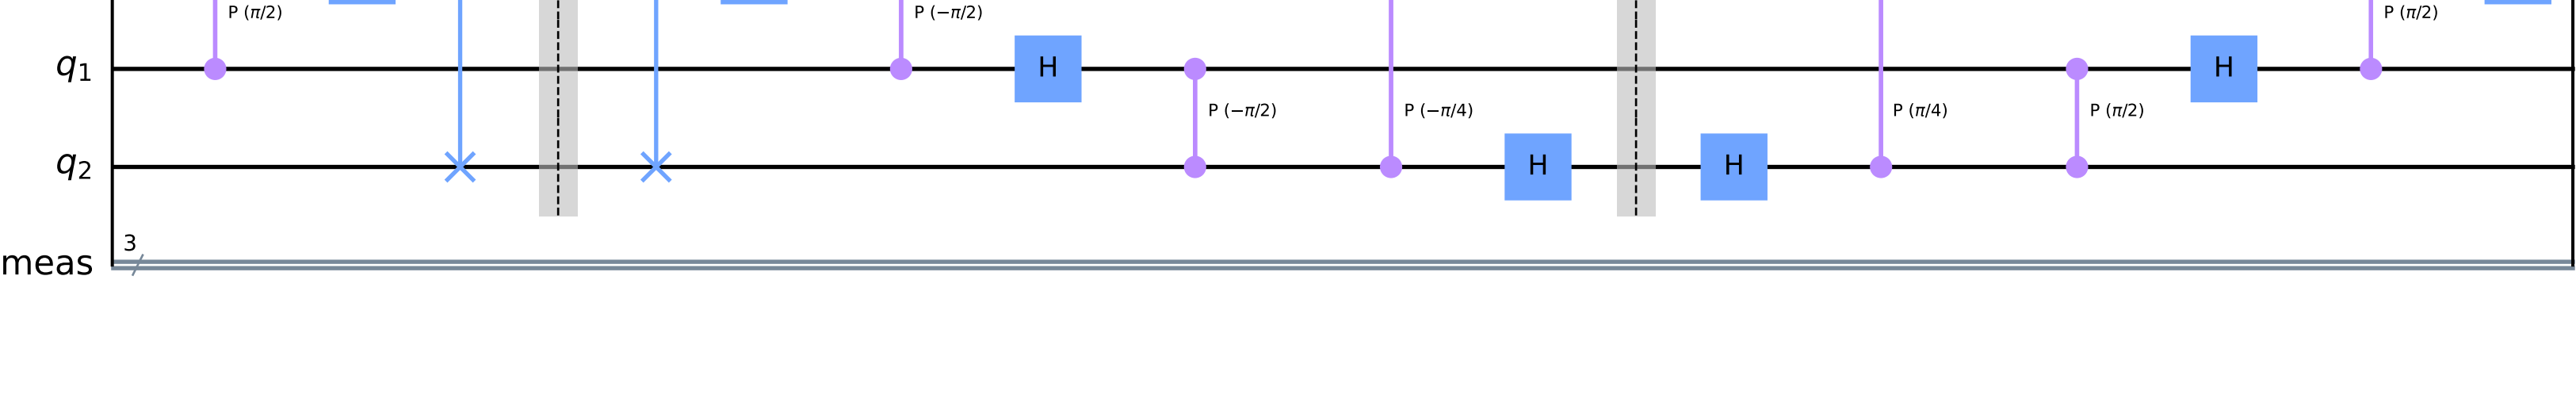 P (π/2) P (−π/2) P (π/2)
q1 H H
P (−π/2) P (−π/4) P (π/4) P (π/2)
q2 H H
3
meas